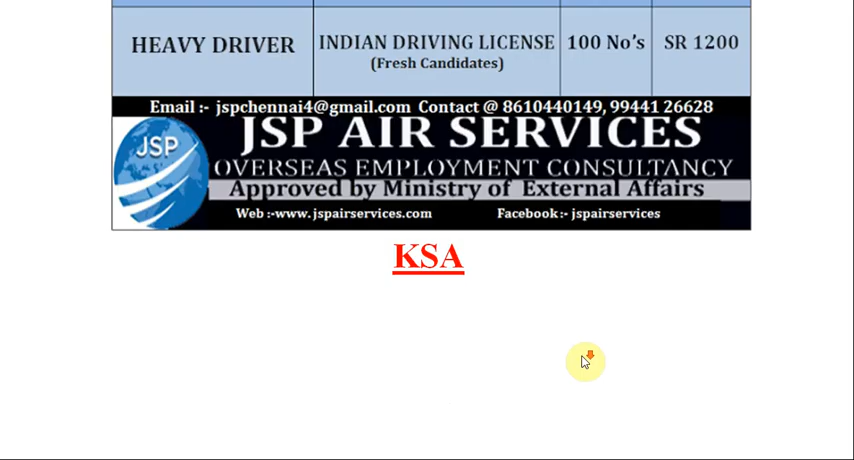 HEAVY DRIVER INDIAN DRIVING LICENSE 100 No's SR 1200
(Fresh Candidates)
Email :- jspchennai4@gmail.com Contact @ 8610440149, 99441 26628
JSP
JSP AIR SERVICES
OVERSEAS EMPLOYMENT CONSULTANCY
Approved by Ministry of External Affairs
Web :-www.jspairservices.com Facebook:- jspairservices
KSA